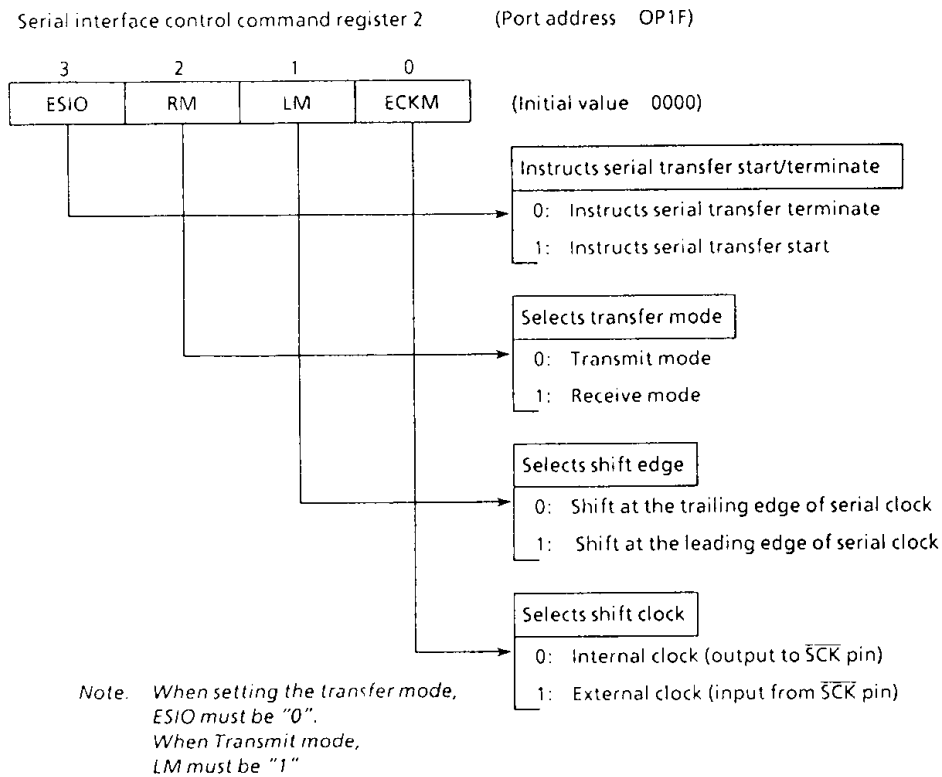 Serial interface control command register 2 (Port address OP1F)
3 2 1 0
ESIO RM LM ECKM (Initial value 0000)
Instructs serial transfer start/terminate
0: Instructs serial transfer terminate
1: Instructs serial transfer start
Selects transfer mode
0: Transmit mode
1: Receive mode
Selects shift edge
0: Shift at the trailing edge of serial clock
1: Shift at the leading edge of serial clock
Selects shift clock
0: Internal clock (output to S̅C̅K̅ pin)
1: External clock (input from S̅C̅K̅ pin)
Note. When setting the transfer mode,
ESIO must be "0".
When Transmit mode,
LM must be "1"